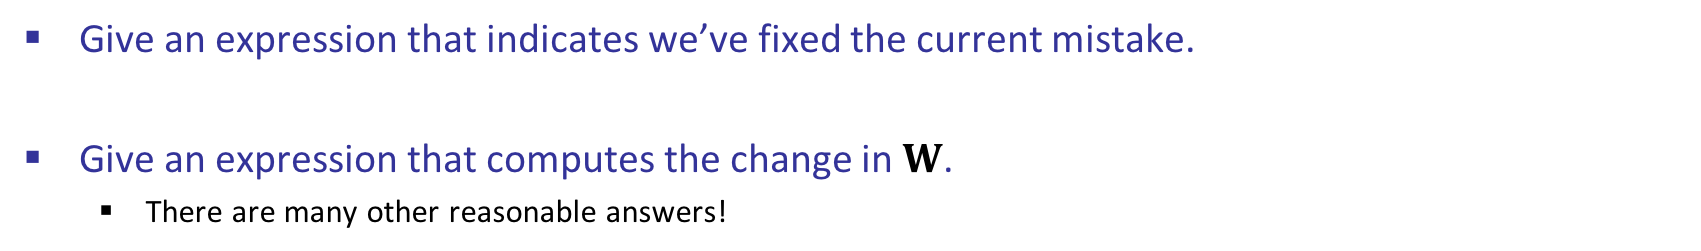 ▪ Give an expression that indicates we’ve fixed the current mistake.
▪ Give an expression that computes the change in W.
▪ There are many other reasonable answers!